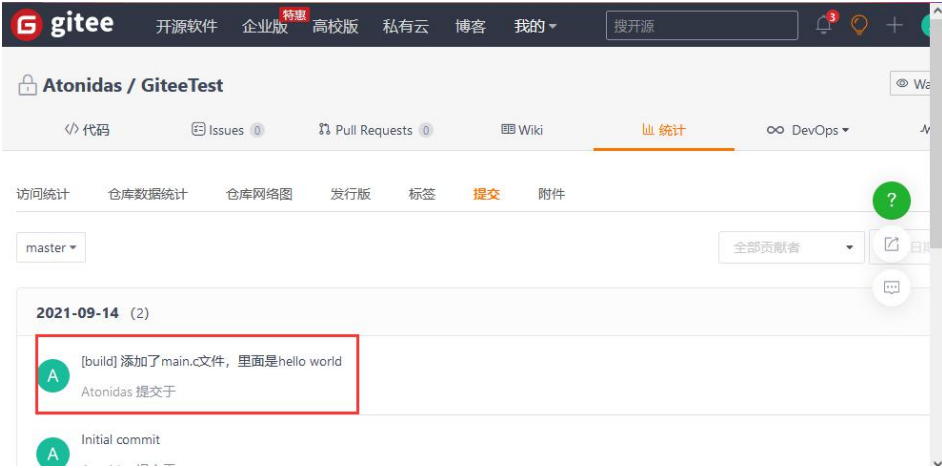 gitee 开源软件 企业版 特惠 高校版 私有云 博客 我的 搜开源 3
Atonidas / GiteeTest
代码 Issues 0 Pull Requests 0 Wiki 统计 DevOps
访问统计 仓库数据统计 仓库网络图 发行版 标签 提交 附件
?
master 全部贡献者
2021-09-14 (2)
[build] 添加了main.c文件，里面是hello world
A
Atonidas 提交于
Initial commit
A